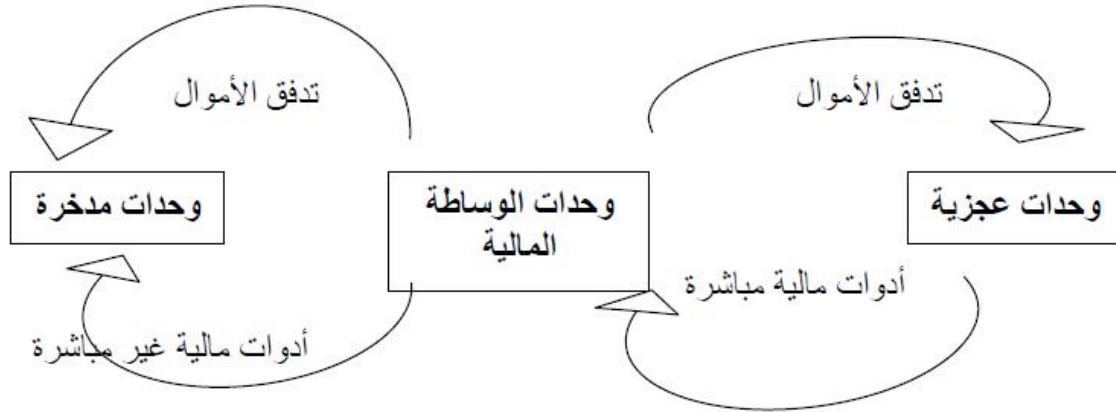 تدفق الأموال
تدفق الأموال
وحدات عجزية
وحدات الوساطة
المالية
وحدات مدخرة
أدوات مالية مباشرة
أدوات مالية غير مباشرة